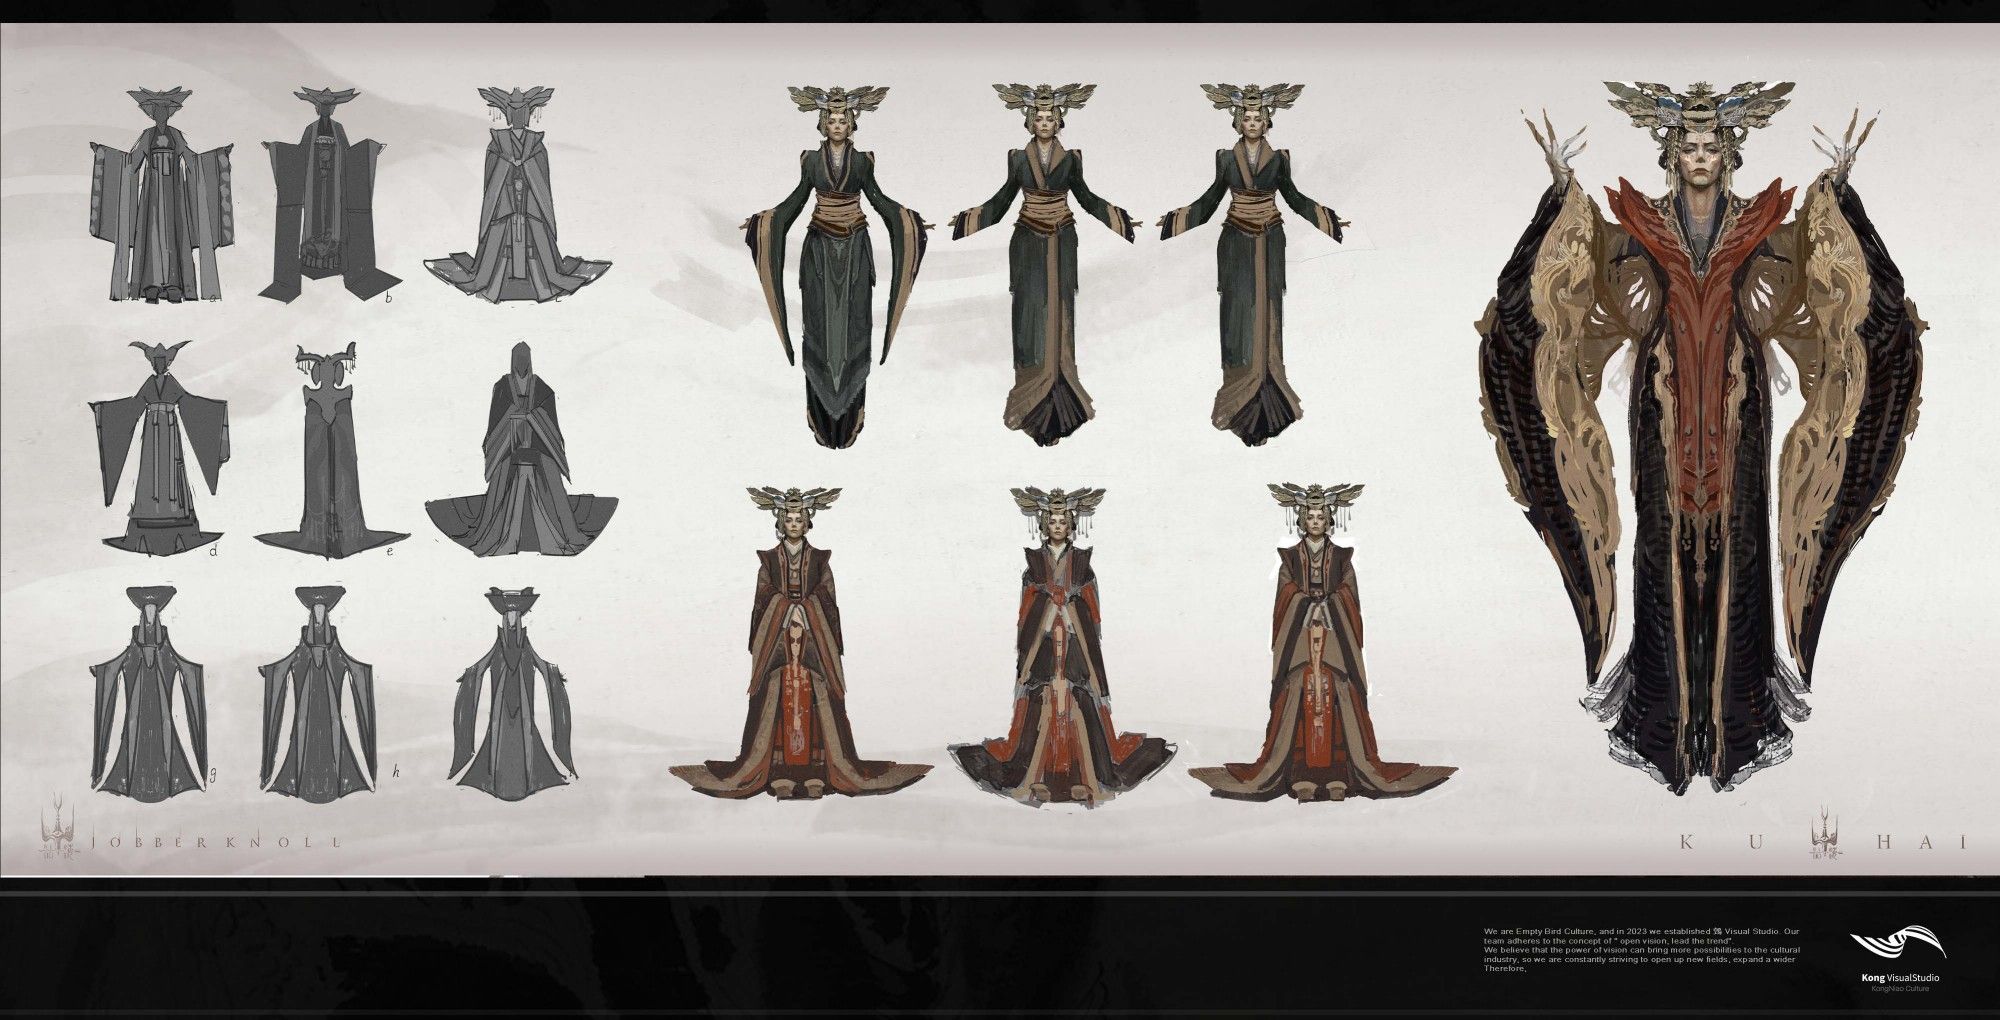 a
b
c
d
e
g
h
JOBBERKNOLL
KU HAI
We are Empty Bird Culture, and in 2023 we established 鵼 Visual Studio. Our
team adheres to the concept of " open vision, lead the trend".
We believe that the power of vision can bring more possibilities to the cultural
industry, so we are constantly striving to open up new fields, expand a wider
Therefore,
Kong VisualStudio
KongNiao Culture